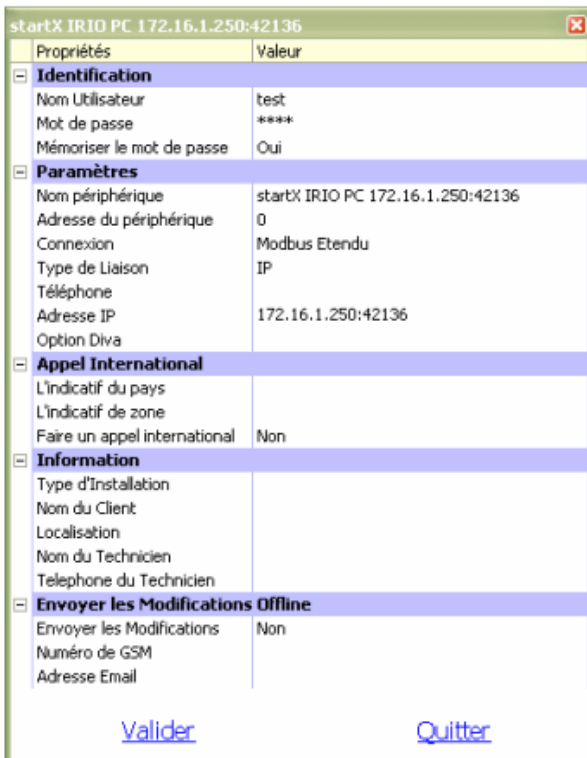 startX IRIO PC 172.16.1.250:42136
Propriétés Valeur
Identification
Nom Utilisateur test
Mot de passe ****
Mémoriser le mot de passe Oui
Paramètres
Nom périphérique startX IRIO PC 172.16.1.250:42136
Adresse du périphérique 0
Connexion Modbus Etendu
Type de Liaison IP
Téléphone
Adresse IP 172.16.1.250:42136
Option Diva
Appel International
L'indicatif du pays
L'indicatif de zone
Faire un appel international Non
Information
Type d'Installation
Nom du Client
Localisation
Nom du Technicien
Telephone du Technicien
Envoyer les Modifications Offline
Envoyer les Modifications Non
Numéro de GSM
Adresse Email
Valider Quitter